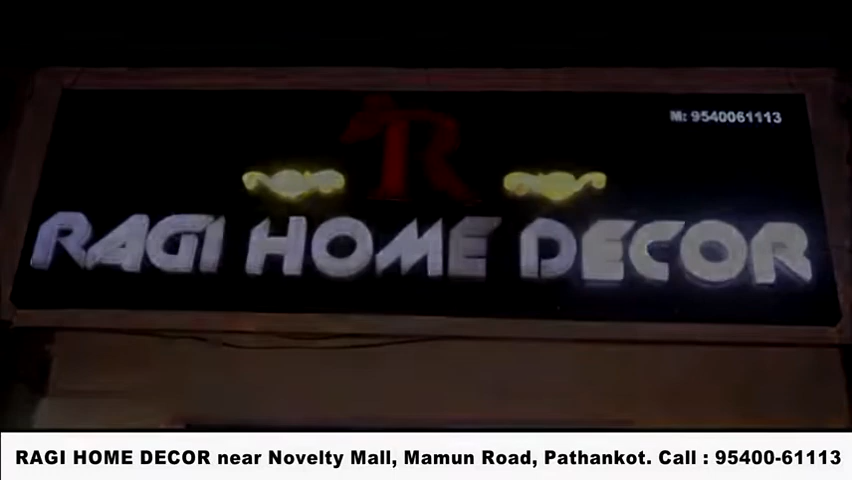 R
M: 9540061113
RAGI HOME DECOR
RAGI HOME DECOR near Novelty Mall, Mamun Road, Pathankot. Call : 95400-61113